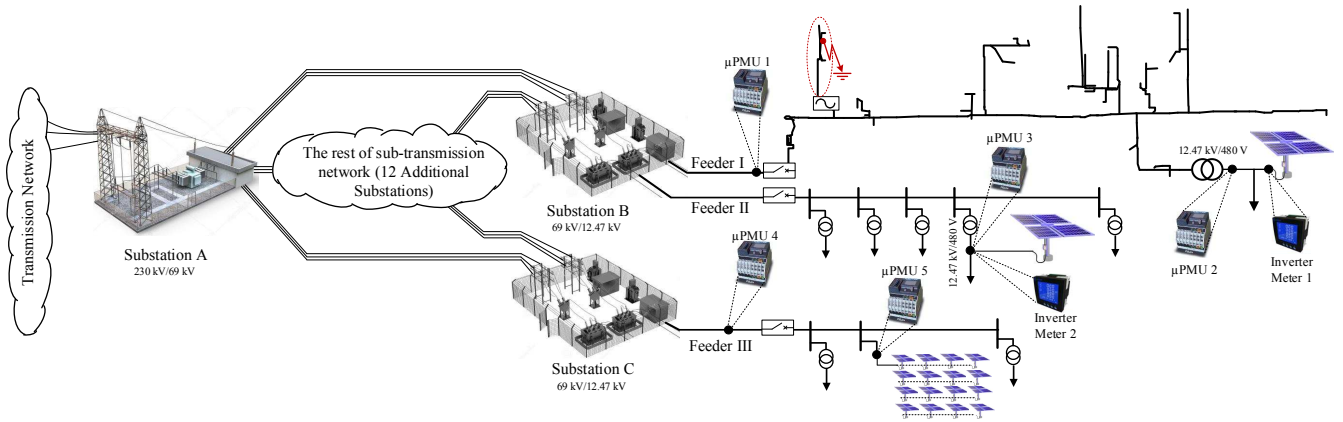 Transmission Network
Substation A
230 kV/69 kV
The rest of sub-transmission
network (12 Additional
Substations)
Substation B
69 kV/12.47 kV
Substation C
69 kV/12.47 kV
µPMU 1
Feeder I
Feeder II
µPMU 4
Feeder III
µPMU 3
12.47 kV/480 V
µPMU 5
Inverter
Meter 2
12.47 kV/480 V
µPMU 2
Inverter
Meter 1